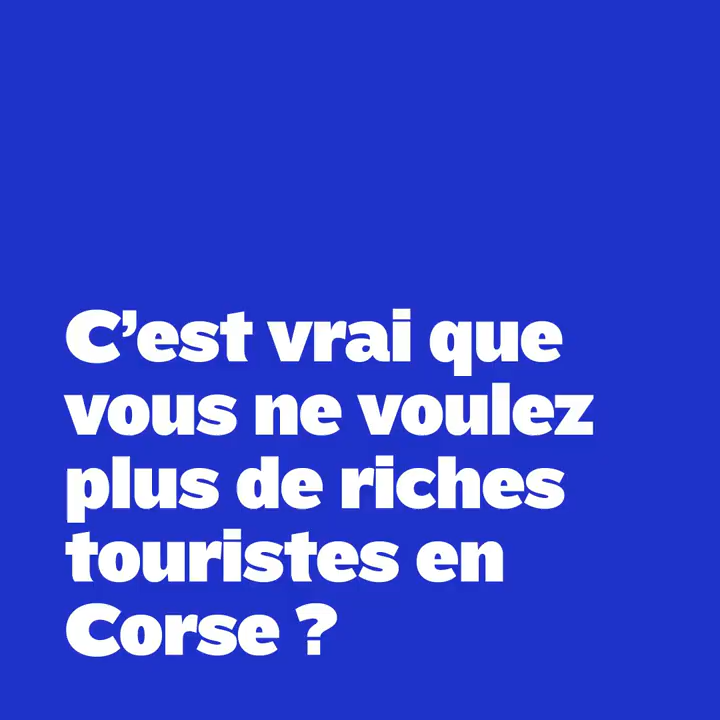 C’est vrai que
vous ne voulez
plus de riches
touristes en
Corse ?